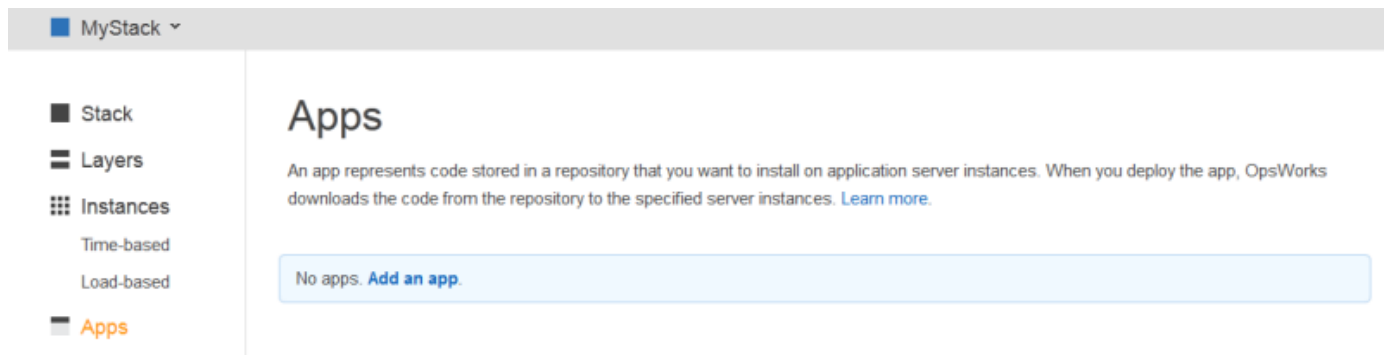 MyStack
Stack
Layers
Instances
Time-based
Load-based
Apps
Apps
An app represents code stored in a repository that you want to install on application server instances. When you deploy the app, OpsWorks
downloads the code from the repository to the specified server instances. Learn more.
No apps. Add an app.